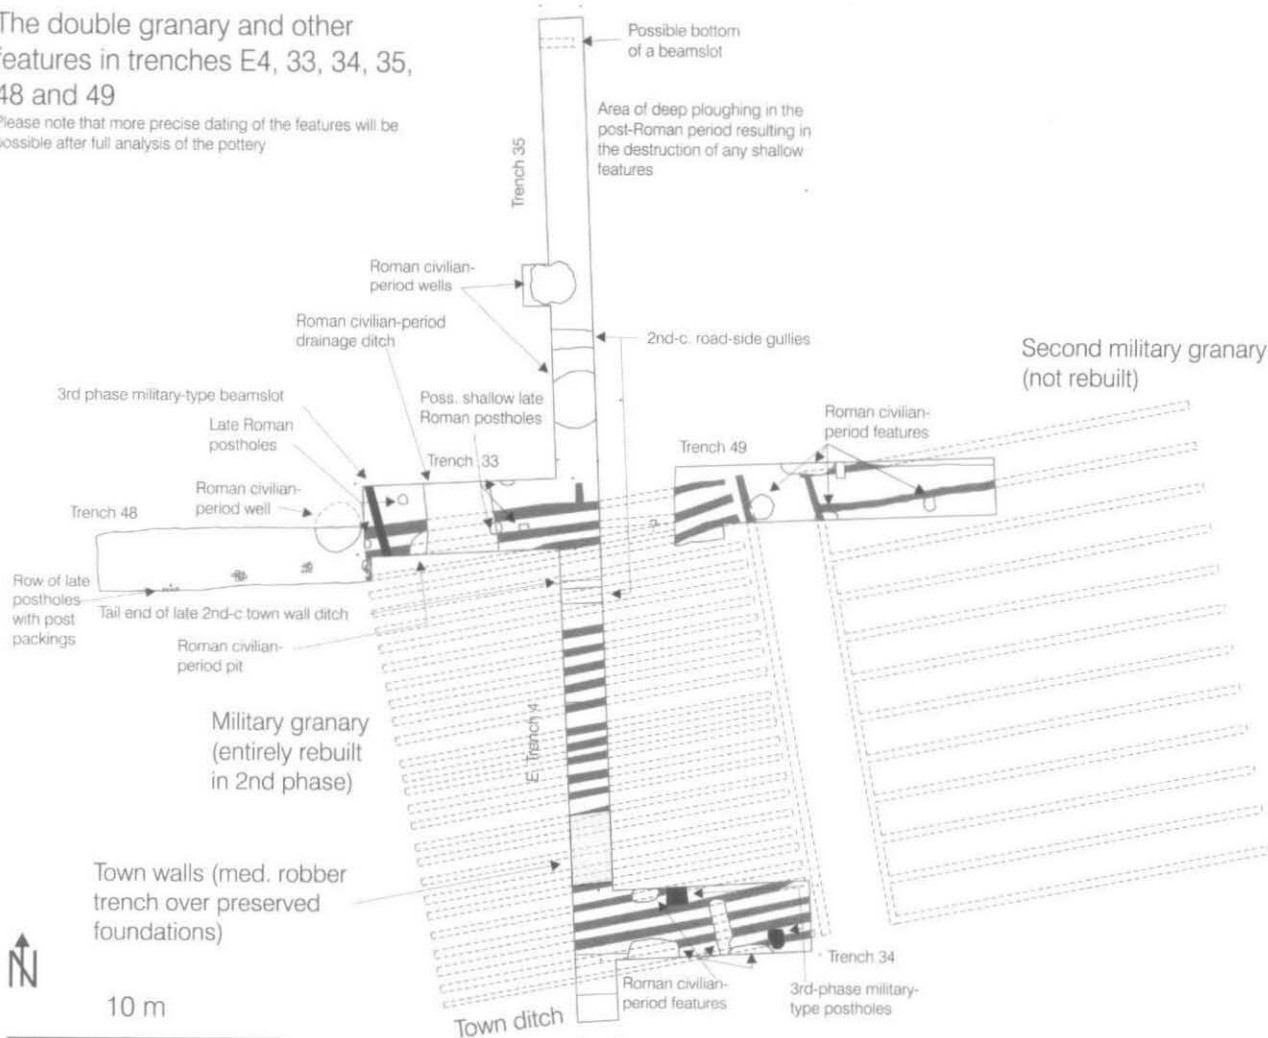 The double granary and other
features in trenches E4, 33, 34, 35,
48 and 49
Please note that more precise dating of the features will be
possible after full analysis of the pottery
Possible bottom
of a beamslot
Area of deep ploughing in the
post-Roman period resulting in
the destruction of any shallow
features
Trench 35
Roman civilian-
period wells
Roman civilian-period
drainage ditch
2nd-c. road-side gullies
Second military granary
(not rebuilt)
3rd phase military-type beamslot
Poss. shallow late
Roman postholes
Roman civilian-
period features
Late Roman
postholes
Trench 33
Trench 49
Roman civilian-
period well
Trench 48
Row of late
postholes
with post
packings
Tail end of late 2nd-c town wall ditch
Roman civilian-
period pit
Military granary
(entirely rebuilt
in 2nd phase)
'E' Trench 4
Town walls (med. robber
trench over preserved
foundations)
N
10 m
Trench 34
Roman civilian-
period features
3rd-phase military-
type postholes
Town ditch